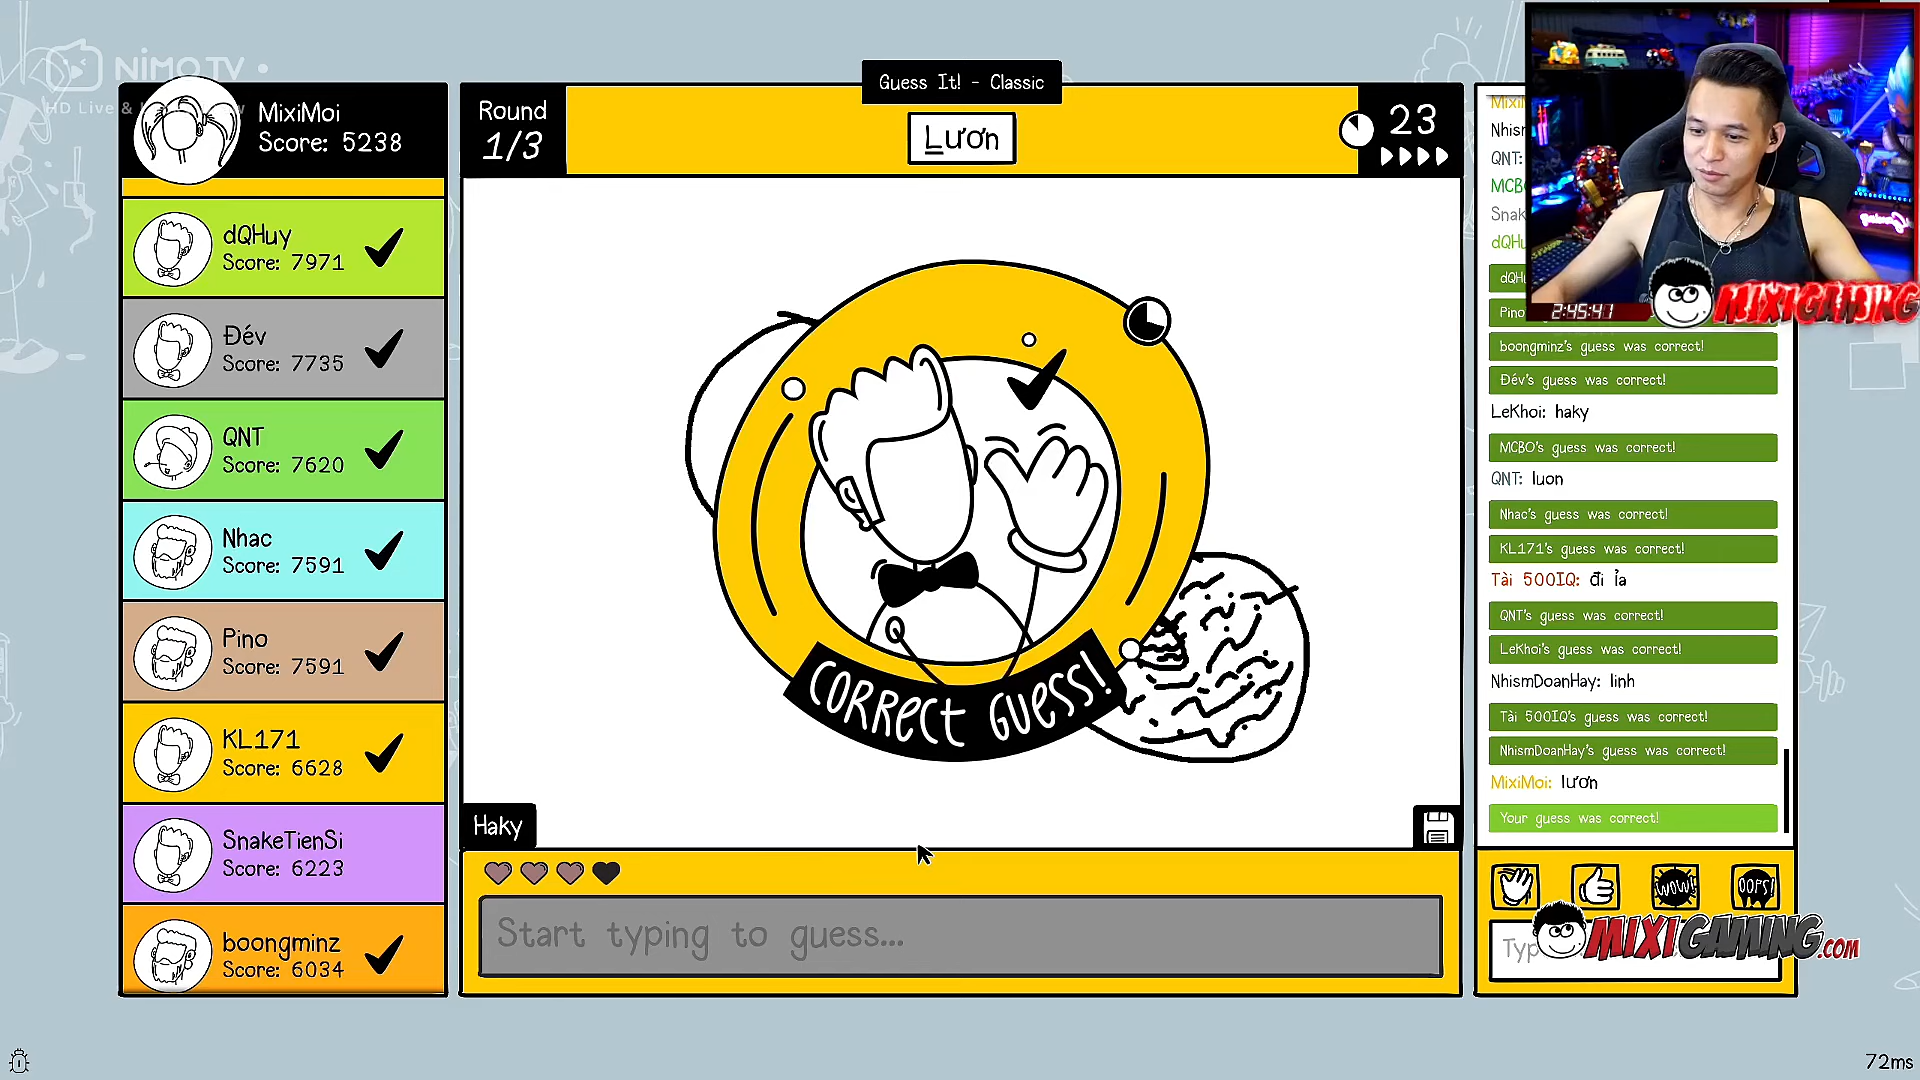 NIMO TV
HD Live &
MixiMoi
Score: 5238
dQHuy
Score: 7971
Đév
Score: 7735
QNT
Score: 7620
Nhac
Score: 7591
Pino
Score: 7591
KL171
Score: 6628
SnakeTienSi
Score: 6223
boongminz
Score: 6034
Guess It! - Classic
Round
1/3
Lươn
23
CORRECT GUESS!
Haky
Start typing to guess...
QNT:
dQHu
Pino
boongminz's guess was correct!
Đév's guess was correct!
LeKhoi: haky
MCBO's guess was correct!
QNT: luon
Nhac's guess was correct!
KL171's guess was correct!
Tài 500IQ: đi ỉa
QNT's guess was correct!
LeKhoi's guess was correct!
NhismDoanHay: linh
Tài 500IQ's guess was correct!
NhismDoanHay's guess was correct!
MixiMoi: lươn
Your guess was correct!
WOW!
OOPS!
2:45:41
MIXIGAMING
MIXIGAMING.COM
72ms